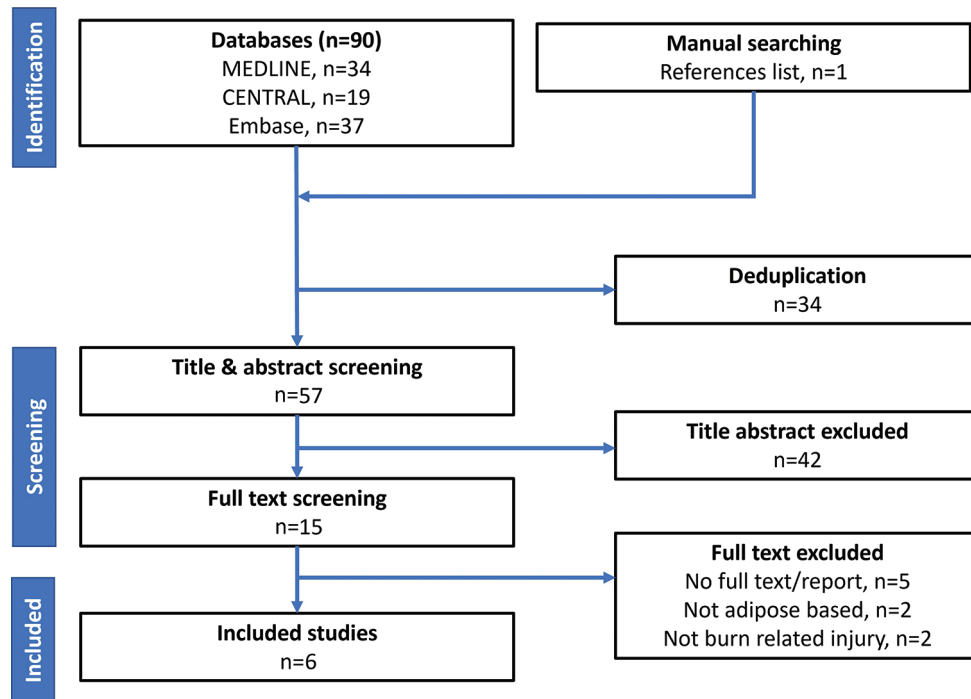 Identification
Databases (n=90)
MEDLINE, n=34
CENTRAL, n=19
Embase, n=37
Manual searching
References list, n=1
Deduplication
n=34
Screening
Title & abstract screening
n=57
Title abstract excluded
n=42
Full text screening
n=15
Full text excluded
No full text/report, n=5
Not adipose based, n=2
Not burn related injury, n=2
Included
Included studies
n=6